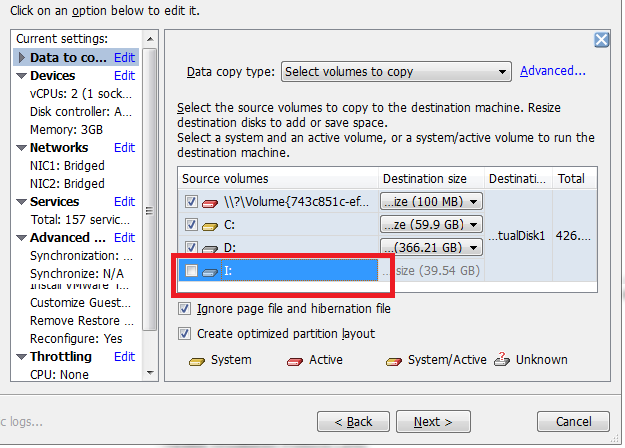 Click on an option below to edit it.
Current settings:
Data to co... Edit
Devices Edit
vCPUs: 2 (1 sock...
Disk controller: A...
Memory: 3GB
Networks Edit
NIC1: Bridged
NIC2: Bridged
Services Edit
Total: 157 servic...
Advanced ... Edit
Synchronization: ...
Synchronize: N/A
Install VMware T...
Customize Guest...
Remove Restore ...
Reconfigure: Yes
Throttling Edit
CPU: None
Data copy type: Select volumes to copy Advanced...
Select the source volumes to copy to the destination machine. Resize
destination disks to add or save space.
Select a system and an active volume, or a system/active volume to run the
destination machine.
Source volumes Destination size Destinati... Total
\\?\Volume{743c851c-ef... ...ize (100 MB)
C: ...ze (59.9 GB)
D: ...(366.21 GB) ...tualDisk1 426....
I: ... size (39.54 GB)
Ignore page file and hibernation file
Create optimized partition layout
System Active System/Active Unknown
c logs...
< Back Next > Cancel